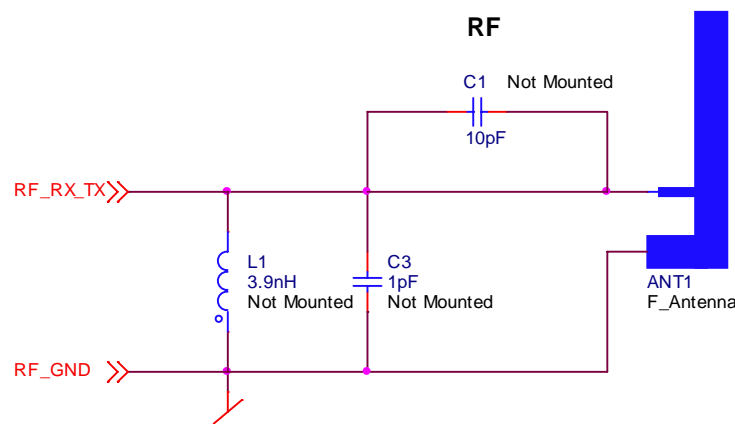 RF
C1 Not Mounted
10pF
RF_RX_TX
L1
3.9nH
Not Mounted
C3
1pF
Not Mounted
ANT1
F_Antenna
RF_GND